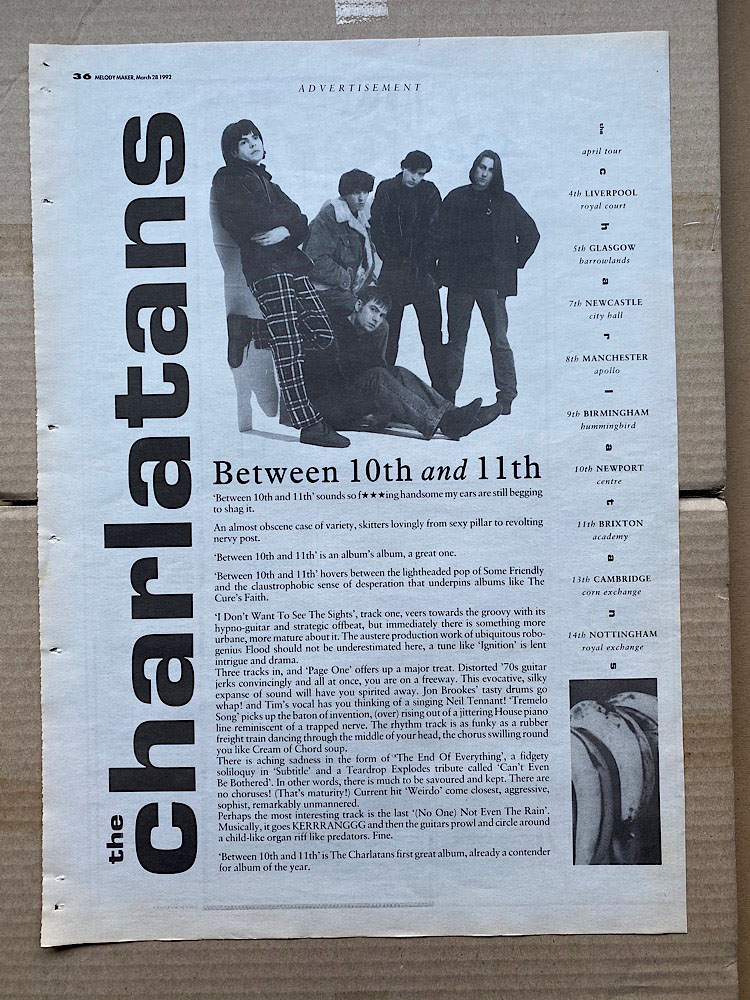 36 MELODY MAKER, March 28 1992
ADVERTISEMENT
the charlatans
Between 10th and 11th
'Between 10th and 11th' sounds so f★★★ing handsome my ears are still begging
to shag it.
An almost obscene case of variety, skitters lovingly from sexy pillar to revolting
nervy post.
'Between 10th and 11th' is an album's album, a great one.
'Between 10th and 11th' hovers between the lightheaded pop of Some Friendly
and the claustrophobic sense of desperation that underpins albums like The
Cure's Faith.
'I Don't Want To See The Sights', track one, veers towards the groovy with its
hypno-guitar and strategic offbeat, but immediately there is something more
urbane, more mature about it. The austere production work of ubiquitous robo-
genius Flood should not be underestimated here, a tune like 'Ignition' is lent
intrigue and drama.
Three tracks in, and 'Page One' offers up a major treat. Distorted '70s guitar
jerks convincingly and all at once, you are on a freeway. This evocative, silky
expanse of sound will have you spirited away. Jon Brookes' tasty drums go
whap! and Tim's vocal has you thinking of a singing Neil Tennant! 'Tremelo
Song' picks up the baton of invention, (over) rising out of a jittering House piano
line reminiscent of a trapped nerve. The rhythm track is as funky as a rubber
freight train dancing through the middle of your head, the chorus swilling round
you like Cream of Chord soup.
There is aching sadness in the form of 'The End Of Everything', a fidgety
soliloquy in 'Subtitle' and a Teardrop Explodes tribute called 'Can't Even
Be Bothered'. In other words, there is much to be savoured and kept. There are
no choruses! (That's maturity!) Current hit 'Weirdo' come closest, aggressive,
sophist, remarkably unmannered.
Perhaps the most interesting track is the last '(No One) Not Even The Rain'.
Musically, it goes KERRRANGGG and then the guitars prowl and circle around
a child-like organ riff like predators. Fine.
'Between 10th and 11th' is The Charlatans first great album, already a contender
for album of the year.
the
april tour
c
4th LIVERPOOL
royal court
h
5th GLASGOW
barrowlands
a
7th NEWCASTLE
city hall
r
8th MANCHESTER
apollo
l
9th BIRMINGHAM
hummingbird
a
10th NEWPORT
centre
t
11th BRIXTON
academy
a
13th CAMBRIDGE
corn exchange
n
14th NOTTINGHAM
royal exchange
s